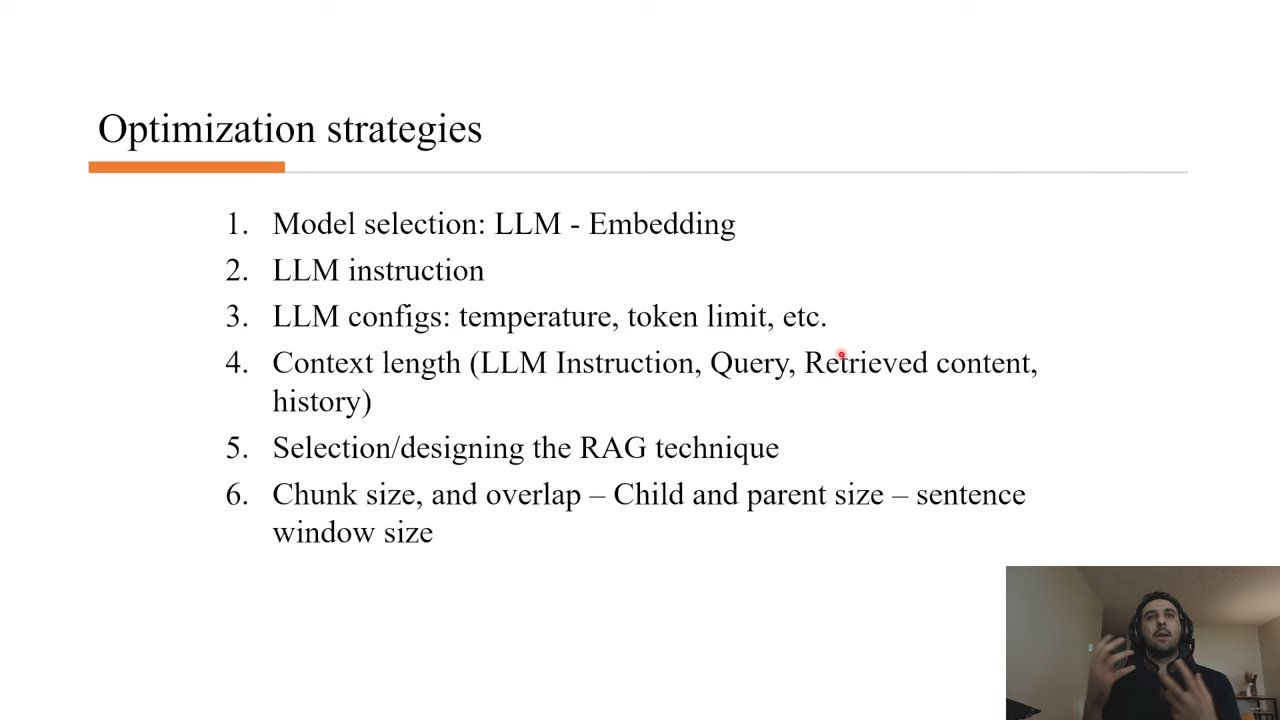 Optimization strategies
1. Model selection: LLM - Embedding
2. LLM instruction
3. LLM configs: temperature, token limit, etc.
4. Context length (LLM Instruction, Query, Retrieved content,
history)
5. Selection/designing the RAG technique
6. Chunk size, and overlap – Child and parent size – sentence
window size